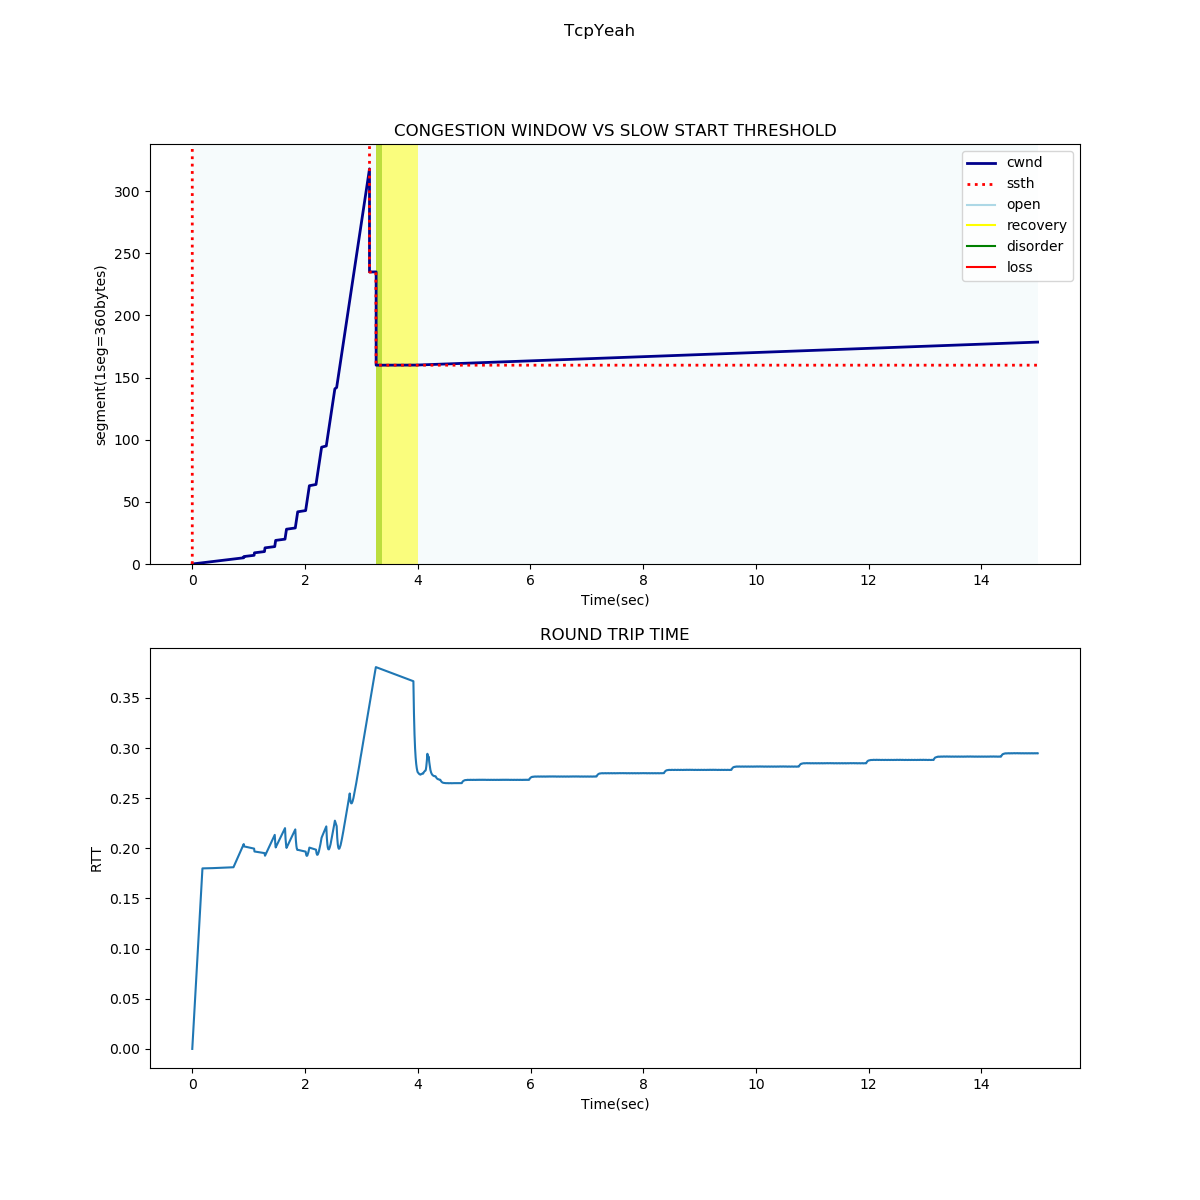 TcpYeah
CONGESTION WINDOW VS SLOW START THRESHOLD
cwnd
ssth
open
recovery
disorder
loss
300
250
200
150
100
50
0
segment(1seg=360bytes)
0 2 4 6 8 10 12 14
Time(sec)
ROUND TRIP TIME
0.35
0.30
0.25
0.20
0.15
0.10
0.05
0.00
RTT
0 2 4 6 8 10 12 14
Time(sec)